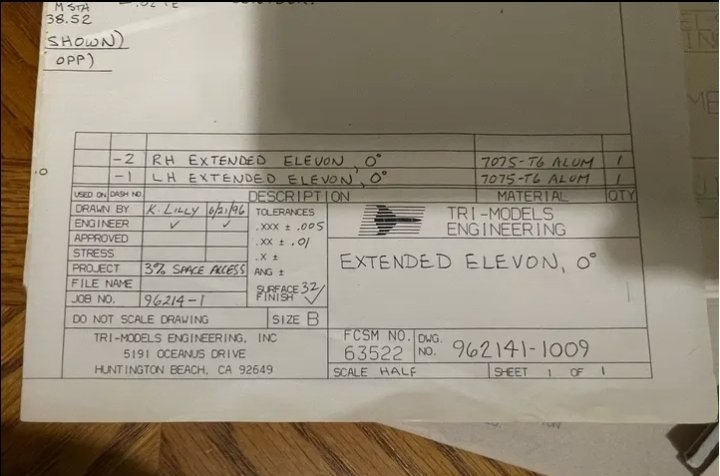 M STA
38.52
SHOWN)
OPP)
-2 RH EXTENDED ELEVON, 0° 7075-T6 ALUM 1
-1 LH EXTENDED ELEVON, 0° 7075-T6 ALUM 1
USED ON DASH NO. DESCRIPTION MATERIAL QTY
DRAWN BY K. LILLY 6/21/96
ENGINEER ✓ ✓
APPROVED
STRESS
PROJECT 3% SPACE ACCESS
FILE NAME
JOB NO. 96214-1
TOLERANCES
.XXX ± .005
.XX ± .01
.X ±
ANG ±
SURFACE FINISH 32
TRI-MODELS
ENGINEERING
EXTENDED ELEVON, 0°
DO NOT SCALE DRAWING SIZE B
TRI-MODELS ENGINEERING, INC
5191 OCEANUS DRIVE
HUNTINGTON BEACH, CA 92649
FCSM NO. 63522
DWG. NO. 962141-1009
SCALE HALF SHEET 1 OF 1